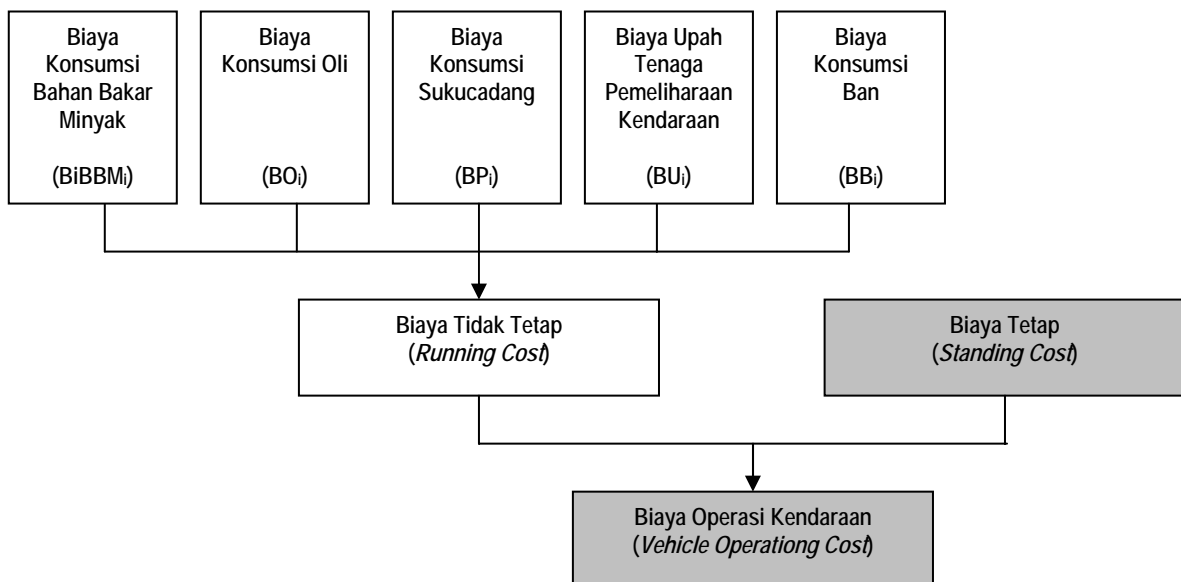 Biaya
Konsumsi
Bahan Bakar
Minyak
(BiBBMi)
Biaya
Konsumsi Oli
(BOi)
Biaya
Konsumsi
Sukucadang
(BPi)
Biaya Upah
Tenaga
Pemeliharaan
Kendaraan
(BUi)
Biaya
Konsumsi
Ban
(BBi)
Biaya Tidak Tetap
(Running Cost)
Biaya Tetap
(Standing Cost)
Biaya Operasi Kendaraan
(Vehicle Operationg Cost)